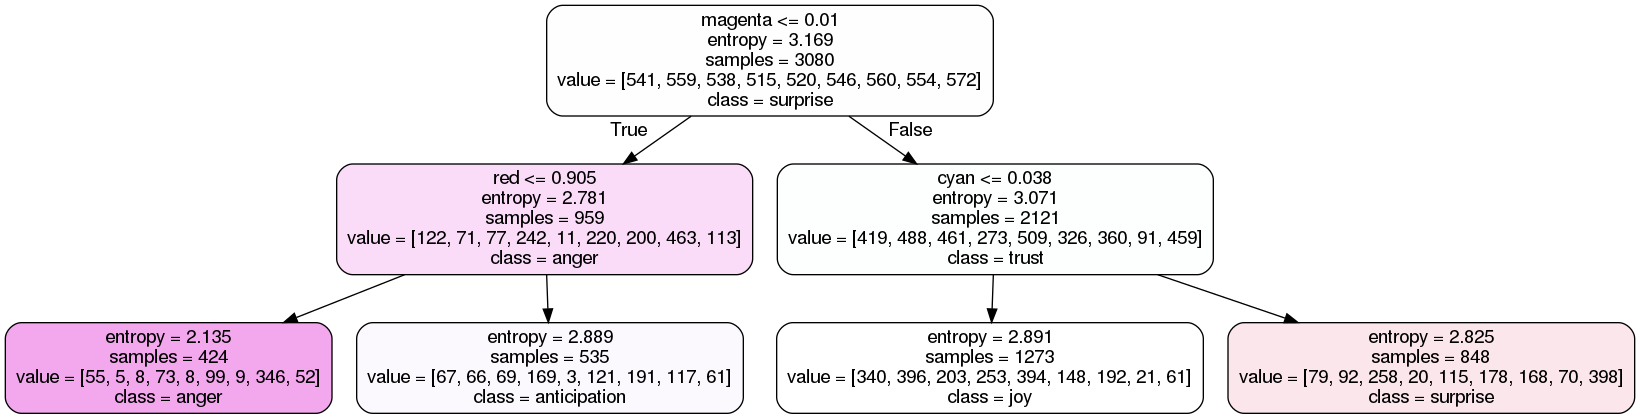 magenta <= 0.01
entropy = 3.169
samples = 3080
value = [541, 559, 538, 515, 520, 546, 560, 554, 572]
class = surprise
True
False
red <= 0.905
entropy = 2.781
samples = 959
value = [122, 71, 77, 242, 11, 220, 200, 463, 113]
class = anger
cyan <= 0.038
entropy = 3.071
samples = 2121
value = [419, 488, 461, 273, 509, 326, 360, 91, 459]
class = trust
entropy = 2.135
samples = 424
value = [55, 5, 8, 73, 8, 99, 9, 346, 52]
class = anger
entropy = 2.889
samples = 535
value = [67, 66, 69, 169, 3, 121, 191, 117, 61]
class = anticipation
entropy = 2.891
samples = 1273
value = [340, 396, 203, 253, 394, 148, 192, 21, 61]
class = joy
entropy = 2.825
samples = 848
value = [79, 92, 258, 20, 115, 178, 168, 70, 398]
class = surprise